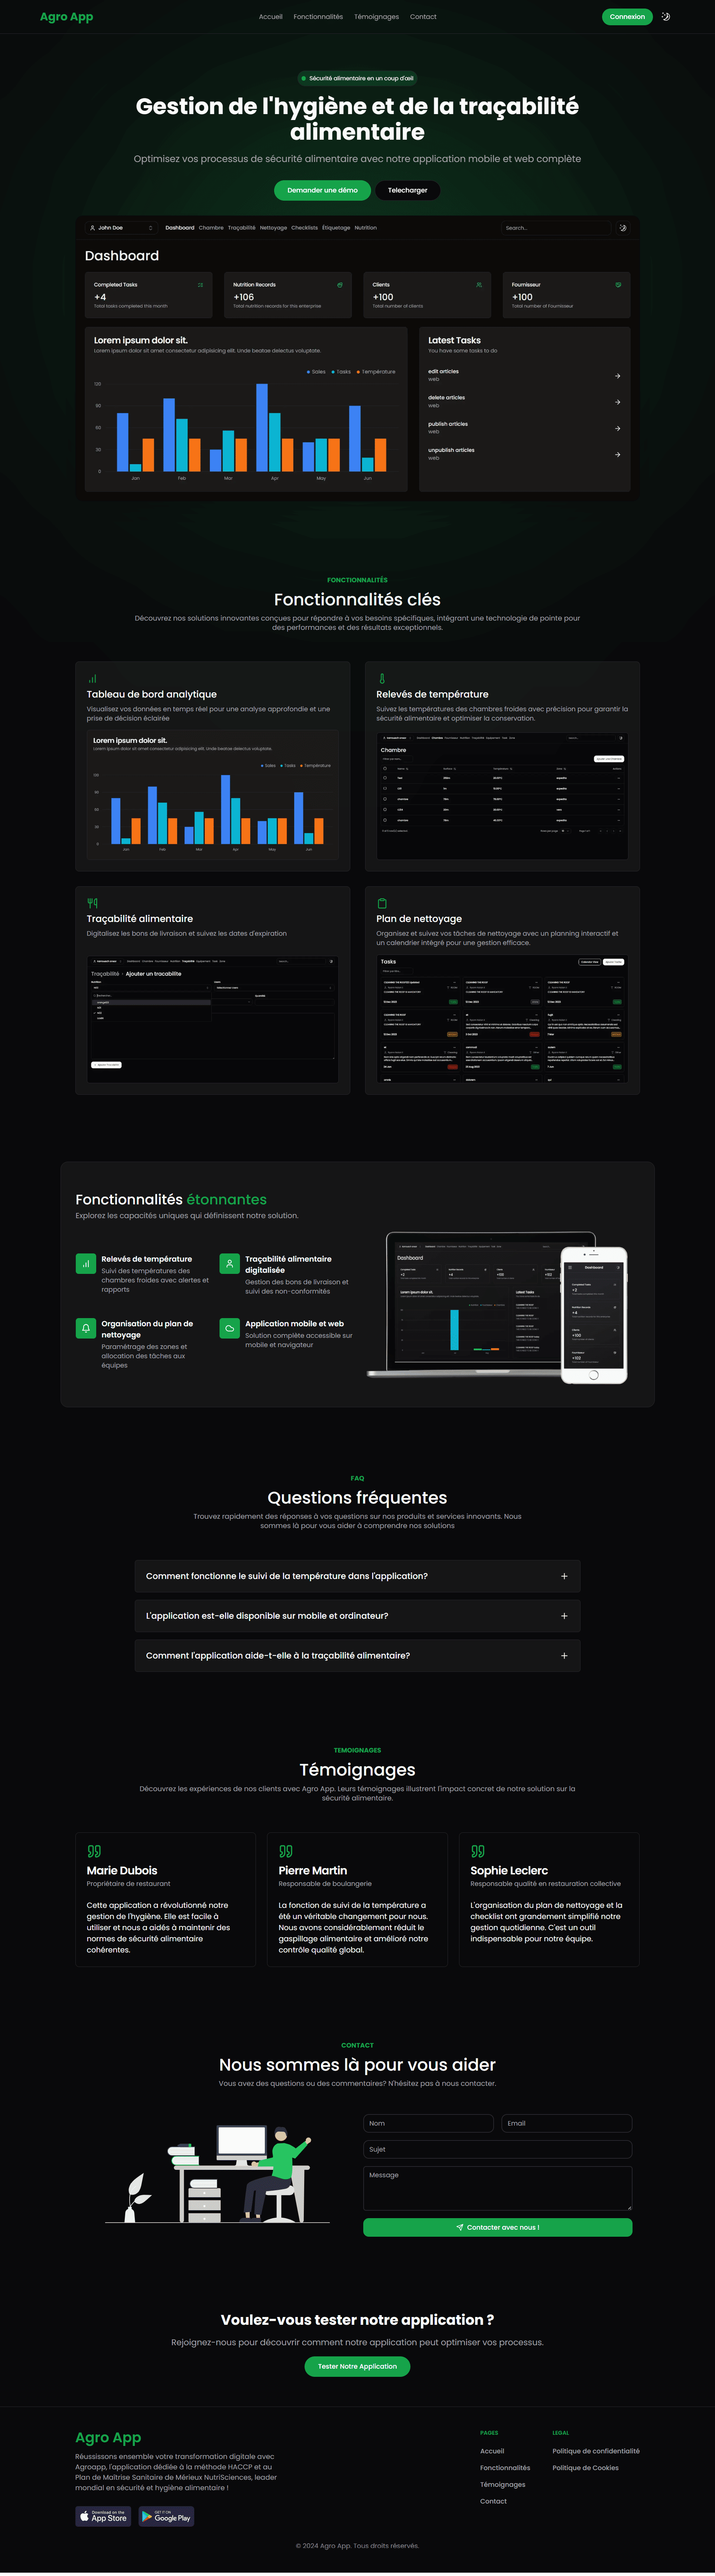 Agro App
Accueil Fonctionnalités Témoignages Contact
Connexion
Sécurité alimentaire en un coup d'œil
Gestion de l'hygiène et de la traçabilité
alimentaire
Optimisez vos processus de sécurité alimentaire avec notre application mobile et web complète
Demander une démo Telecharger
John Doe Dashboard Chambre Traçabilité Nettoyage Checklists Étiquetage Nutrition Search...
Dashboard
Completed Tasks
+4
Total tasks completed this month
Nutrition Records
+106
Total nutrition records for this enterprise
Clients
+100
Total number of clients
Fournisseur
+100
Total number of Fournisseur
Lorem ipsum dolor sit.
Lorem ipsum dolor sit amet consectetur adipisicing elit. Unde beatae delectus voluptate.
Sales Tasks Température
120
90
60
30
0
Jan Feb Mar Apr May Jun
Latest Tasks
You have some tasks to do
edit articles
web
delete articles
web
publish articles
web
unpublish articles
web
FONCTIONNALITÉS
Fonctionnalités clés
Découvrez nos solutions innovantes conçues pour répondre à vos besoins spécifiques, intégrant une technologie de pointe pour
des performances et des résultats exceptionnels.
Tableau de bord analytique
Visualisez vos données en temps réel pour une analyse approfondie et une
prise de décision éclairée
Lorem ipsum dolor sit.
Lorem ipsum dolor sit amet consectetur adipisicing elit. Unde beatae delectus voluptate.
Sales Tasks Température
120
90
60
30
0
Jan Feb Mar Apr May Jun
Relevés de température
Suivez les températures des chambres froides avec précision pour garantir la
sécurité alimentaire et optimiser la conservation.
Chambre
Traçabilité alimentaire
Digitalisez les bons de livraison et suivez les dates d'expiration
Traçabilité - Ajouter un tracabilite
Plan de nettoyage
Organisez et suivez vos tâches de nettoyage avec un planning interactif et
un calendrier intégré pour une gestion efficace.
Tasks
Fonctionnalités étonnantes
Explorez les capacités uniques qui définissent notre solution.
Relevés de température
Suivi des températures des
chambres froides avec alertes et
rapports
Traçabilité alimentaire
digitalisée
Gestion des bons de livraison et
suivi des non-conformités
Organisation du plan de
nettoyage
Paramétrage des zones et
allocation des tâches aux
équipes
Application mobile et web
Solution complète accessible sur
mobile et navigateur
Dashboard
Dashboard
FAQ
Questions fréquentes
Trouvez rapidement des réponses à vos questions sur nos produits et services innovants. Nous
sommes là pour vous aider à comprendre nos solutions
Comment fonctionne le suivi de la température dans l'application?
L'application est-elle disponible sur mobile et ordinateur?
Comment l'application aide-t-elle à la traçabilité alimentaire?
TEMOIGNAGES
Témoignages
Découvrez les expériences de nos clients avec Agro App. Leurs témoignages illustrent l'impact concret de notre solution sur la
sécurité alimentaire.
Marie Dubois
Propriétaire de restaurant
Cette application a révolutionné notre
gestion de l'hygiène. Elle est facile à
utiliser et nous a aidés à maintenir des
normes de sécurité alimentaire
cohérentes.
Pierre Martin
Responsable de boulangerie
La fonction de suivi de la température a
été un véritable changement pour nous.
Nous avons considérablement réduit le
gaspillage alimentaire et amélioré notre
contrôle qualité global.
Sophie Leclerc
Responsable qualité en restauration collective
L'organisation du plan de nettoyage et la
checklist ont grandement simplifié notre
gestion quotidienne. C'est un outil
indispensable pour notre équipe.
CONTACT
Nous sommes là pour vous aider
Vous avez des questions ou des commentaires? N'hésitez pas à nous contacter.
Nom Email
Sujet
Message
Contacter avec nous !
Voulez-vous tester notre application ?
Rejoignez-nous pour découvrir comment notre application peut optimiser vos processus.
Tester Notre Application
Agro App
Réussissons ensemble votre transformation digitale avec
Agroapp, l'application dédiée à la méthode HACCP et au
Plan de Maîtrise Sanitaire de Mérieux NutriSciences, leader
mondial en sécurité et hygiène alimentaire !
Download on the
App Store
GET IT ON
Google Play
PAGES
Accueil
Fonctionnalités
Témoignages
Contact
LEGAL
Politique de confidentialité
Politique de Cookies
© 2024 Agro App. Tous droits réservés.